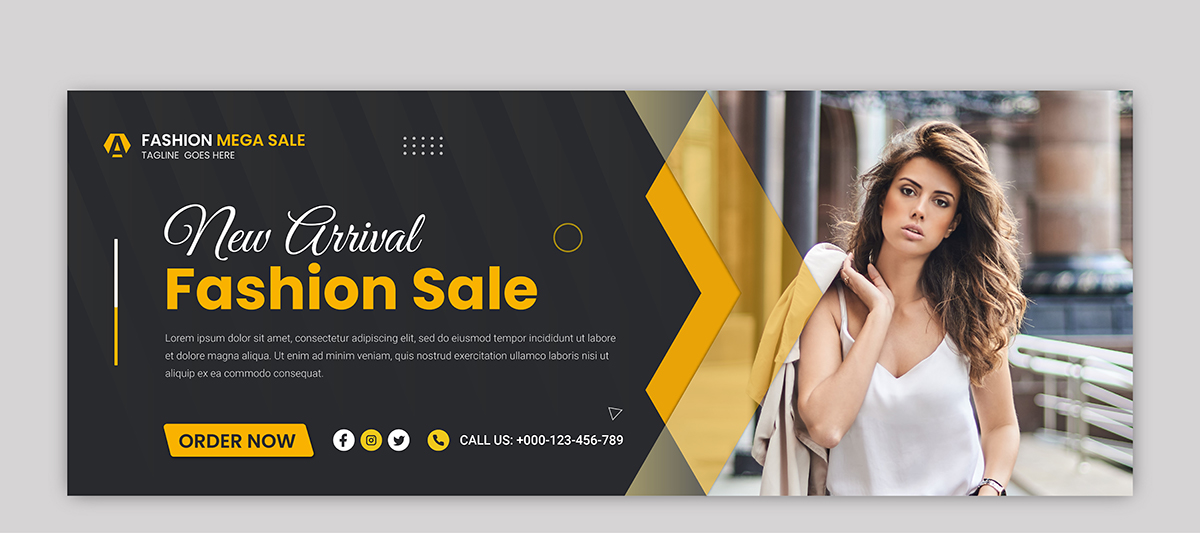 FASHION MEGA SALE
TAGLINE GOES HERE
New Arrival
Fashion Sale
Lorem ipsum dolor sit amet, consectetur adipiscing elit, sed do eiusmod tempor incididunt ut labore
et dolore magna aliqua. Ut enim ad minim veniam, quis nostrud exercitation ullamco laboris nisi ut
aliquip ex ea commodo consequat.
ORDER NOW
CALL US: +000-123-456-789